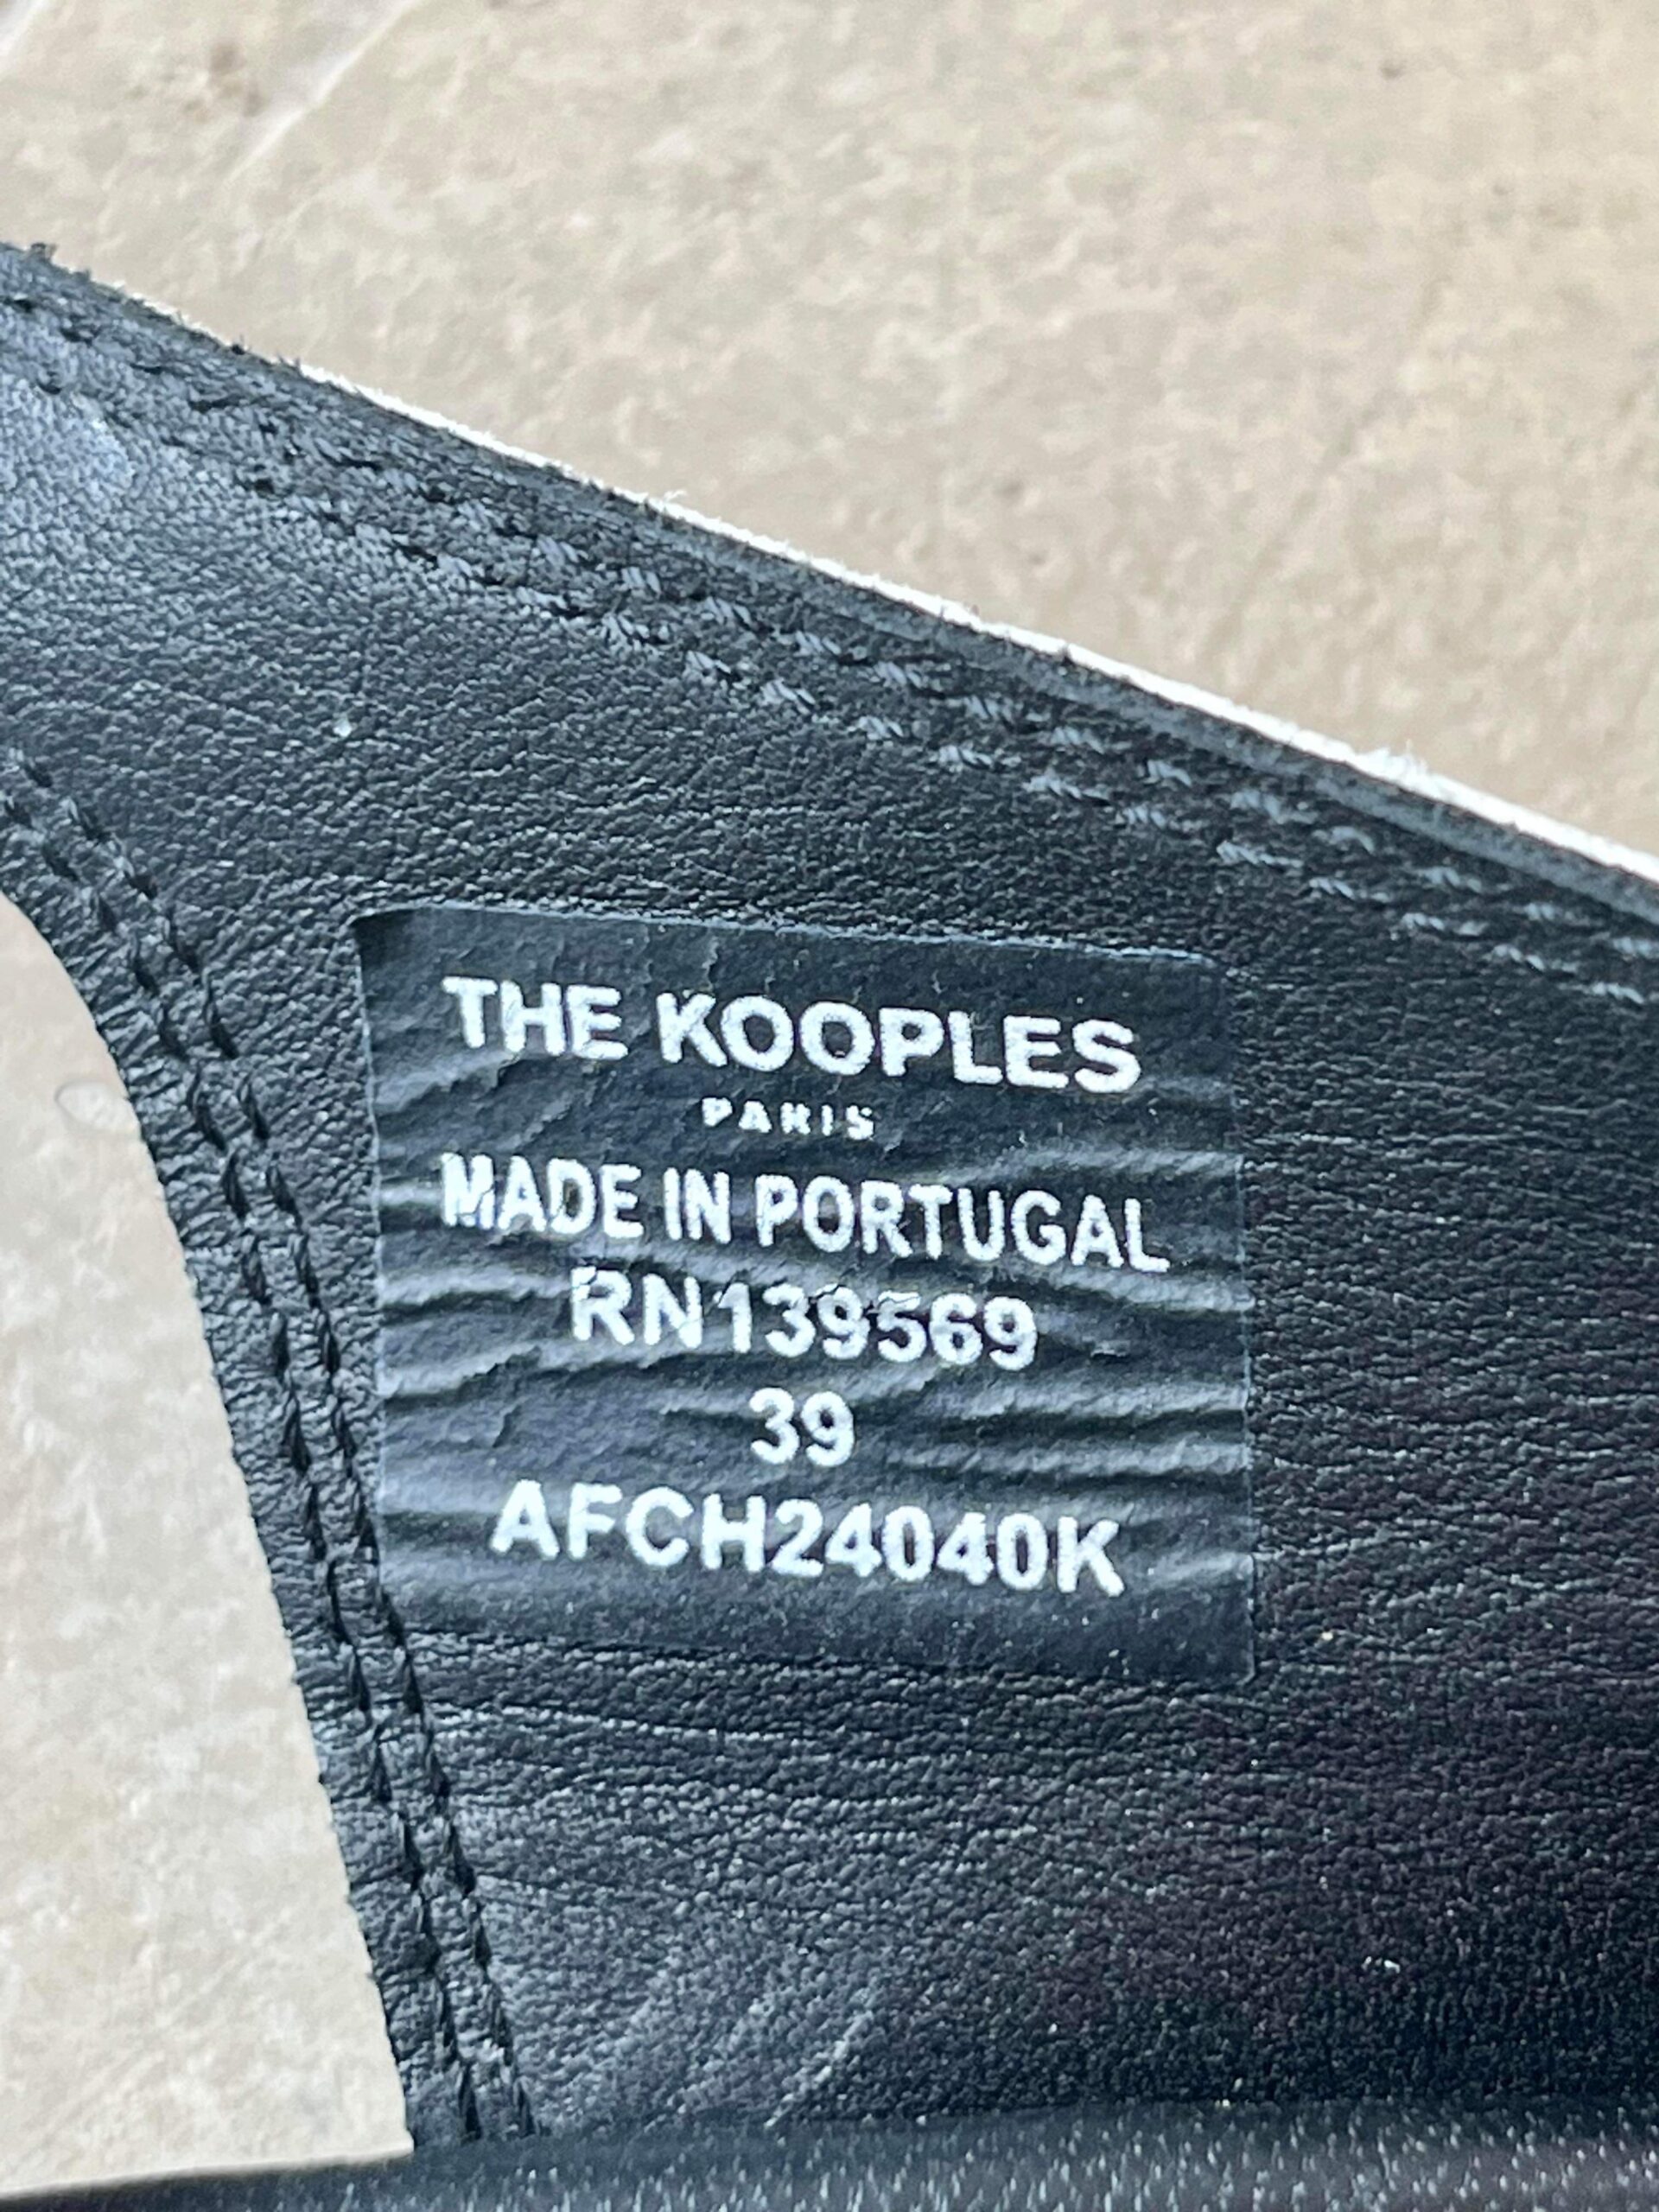 THE KOOPLES
PARIS
MADE IN PORTUGAL
RN139569
39
AFCH24040K